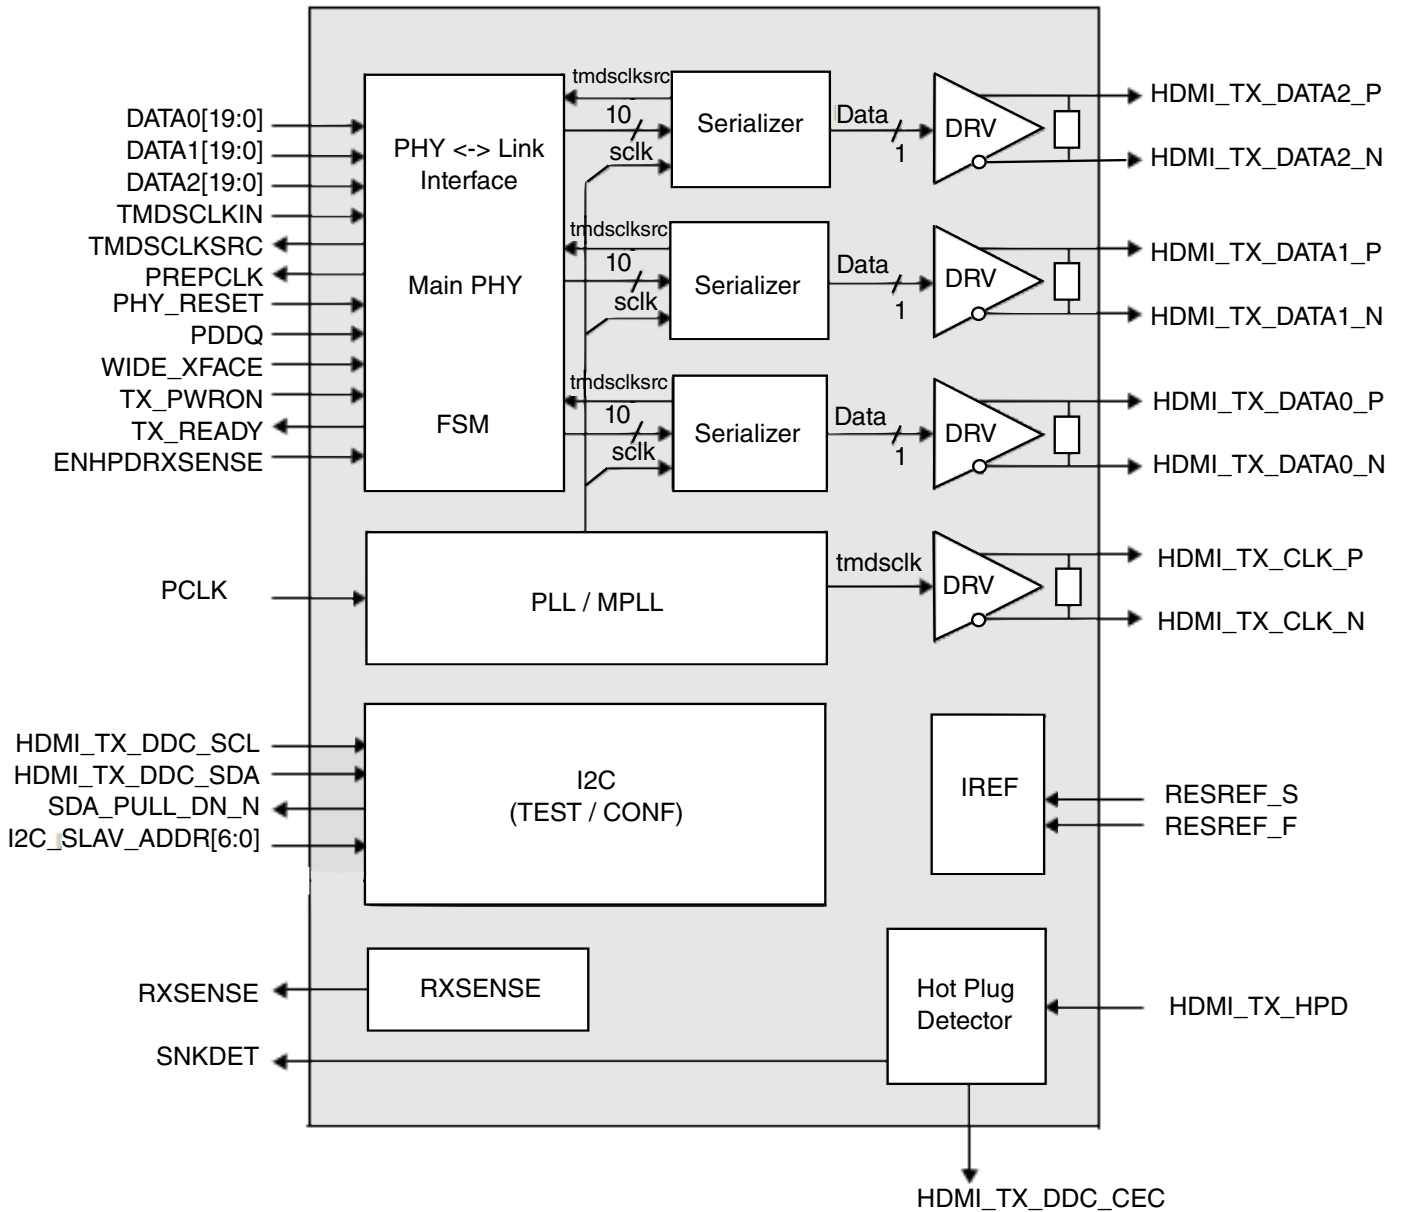 DATA0[19:0]
DATA1[19:0]
DATA2[19:0]
TMDSCLKIN
TMDSCLKSRC
PREPCLK
PHY_RESET
PDDQ
WIDE_XFACE
TX_PWRON
TX_READY
ENHPDRXSENSE
PHY <-> Link
Interface
Main PHY
FSM
tmdsclksrc
10
sclk
Serializer
Data
1
DRV
HDMI_TX_DATA2_P
HDMI_TX_DATA2_N
tmdsclksrc
10
sclk
Serializer
Data
1
DRV
HDMI_TX_DATA1_P
HDMI_TX_DATA1_N
tmdsclksrc
10
sclk
Serializer
Data
1
DRV
HDMI_TX_DATA0_P
HDMI_TX_DATA0_N
PCLK
PLL / MPLL
tmdsclk
DRV
HDMI_TX_CLK_P
HDMI_TX_CLK_N
HDMI_TX_DDC_SCL
HDMI_TX_DDC_SDA
SDA_PULL_DN_N
I2C_SLAV_ADDR[6:0]
I2C
(TEST / CONF)
IREF
RESREF_S
RESREF_F
RXSENSE
RXSENSE
SNKDET
Hot Plug
Detector
HDMI_TX_HPD
HDMI_TX_DDC_CEC